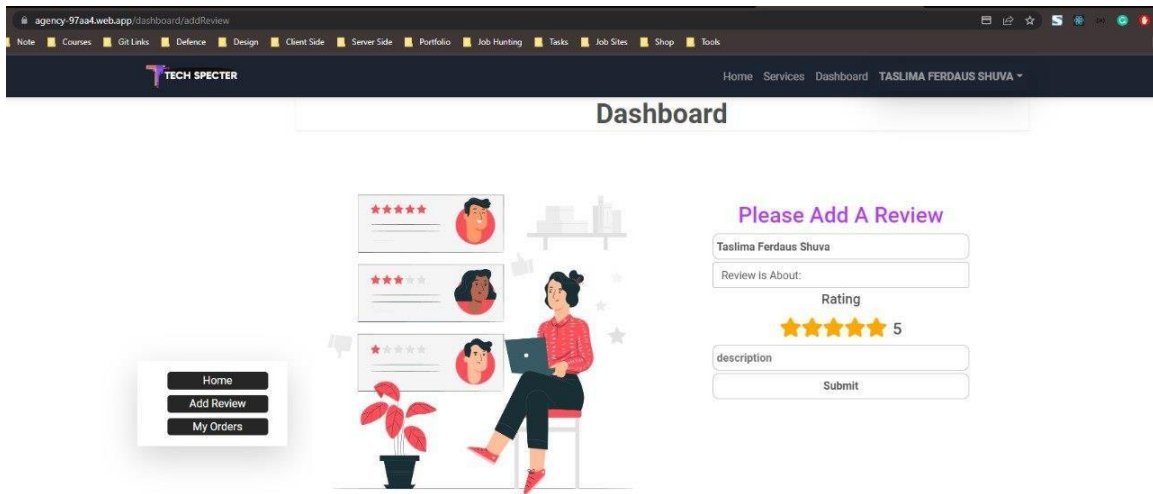 agency-97aa4.web.app/dashboard/addReview
Note Courses Git Links Defence Design Client Side Server Side Portfolio Job Hunting Tasks Job Sites Shop Tools
TECH SPECTER
Home Services Dashboard TASLIMA FERDAUS SHUVA
Dashboard
Please Add A Review
Taslima Ferdaus Shuva
Review is About:
Rating
5
description
Submit
Home
Add Review
My Orders